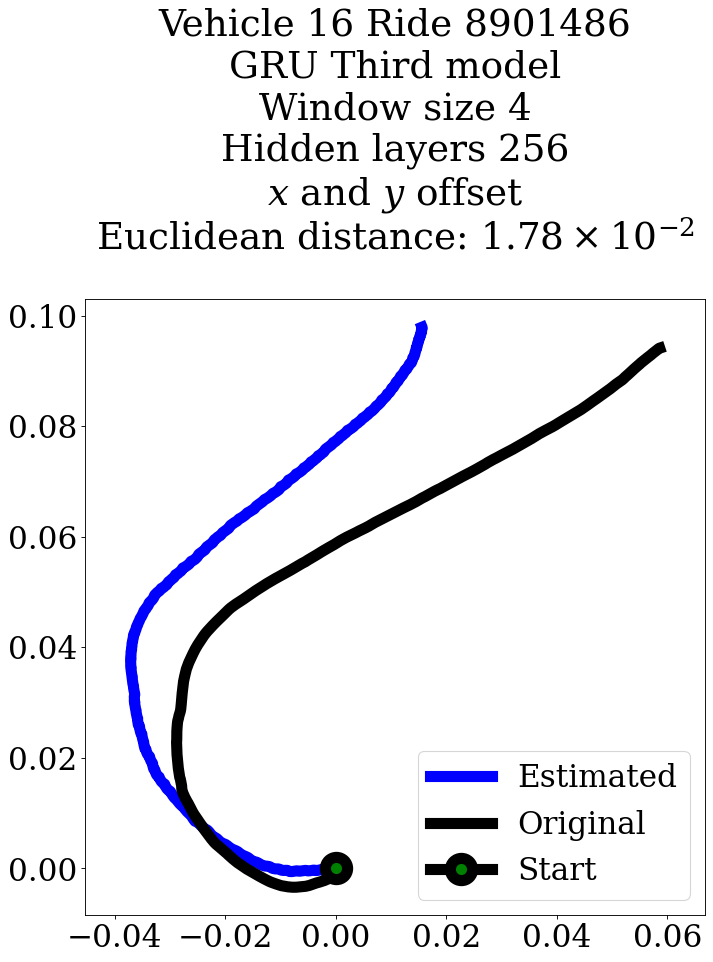 Vehicle 16 Ride 8901486
GRU Third model
Window size 4
Hidden layers 256
x and y offset
Euclidean distance: 1.78 × 10⁻²
0.10
0.08
0.06
0.04
0.02
0.00
Estimated
Original
Start
−0.04 −0.02 0.00 0.02 0.04 0.06